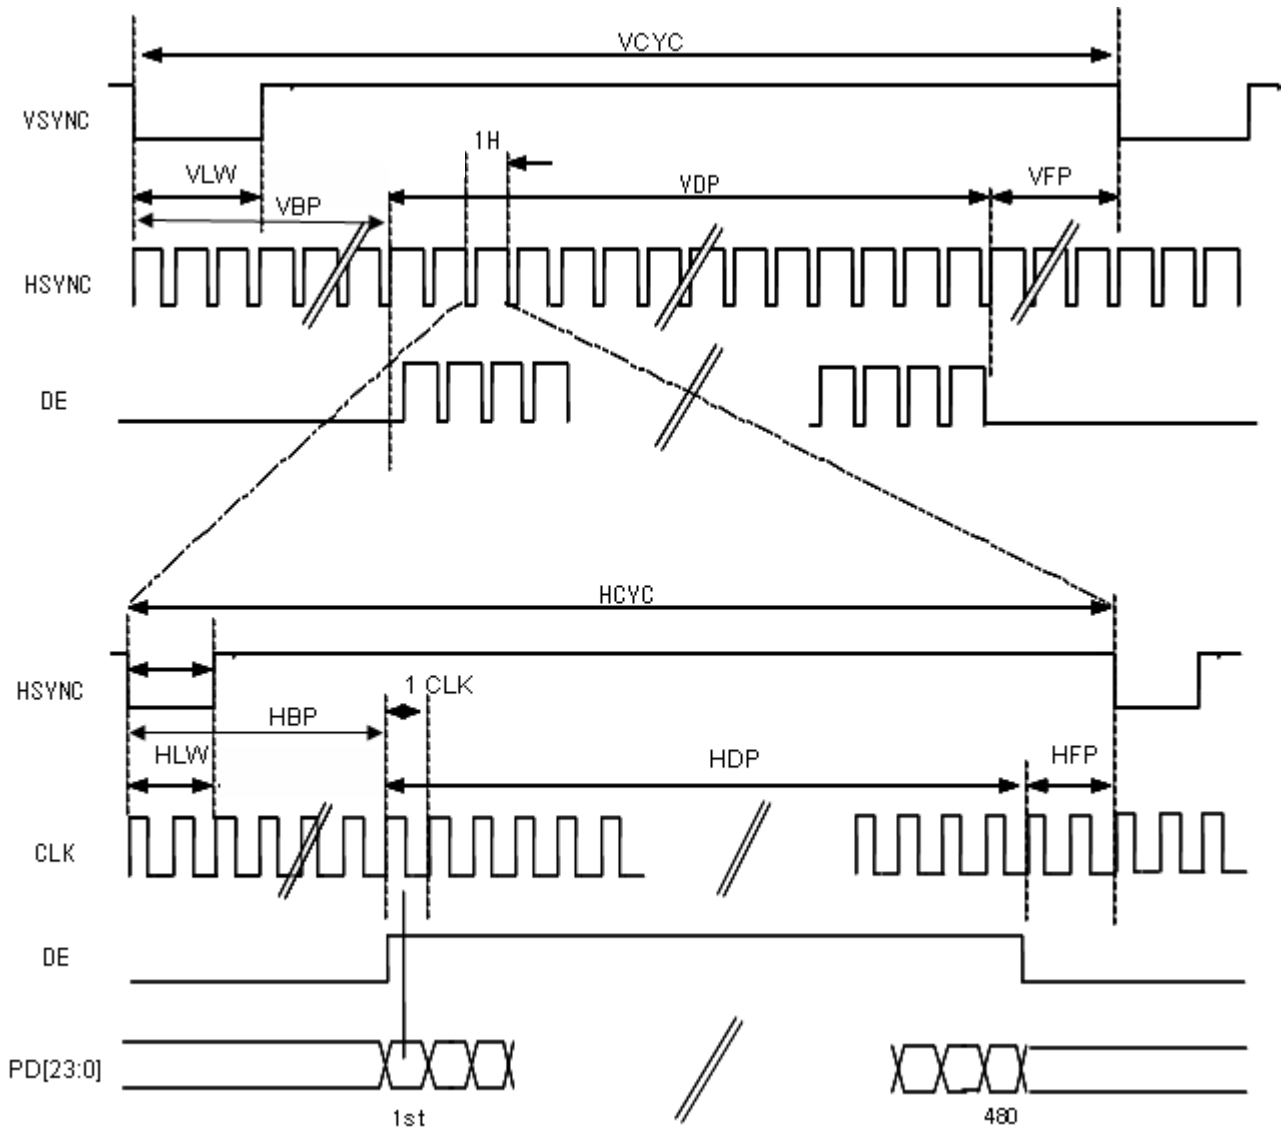 VCYC
VSYNC
1H
VLW
VDP
VFP
VBP
HSYNC
DE
HCYC
HSYNC
1 CLK
HBP
HLW
HDP
HFP
CLK
DE
PD[23:0]
1st
480